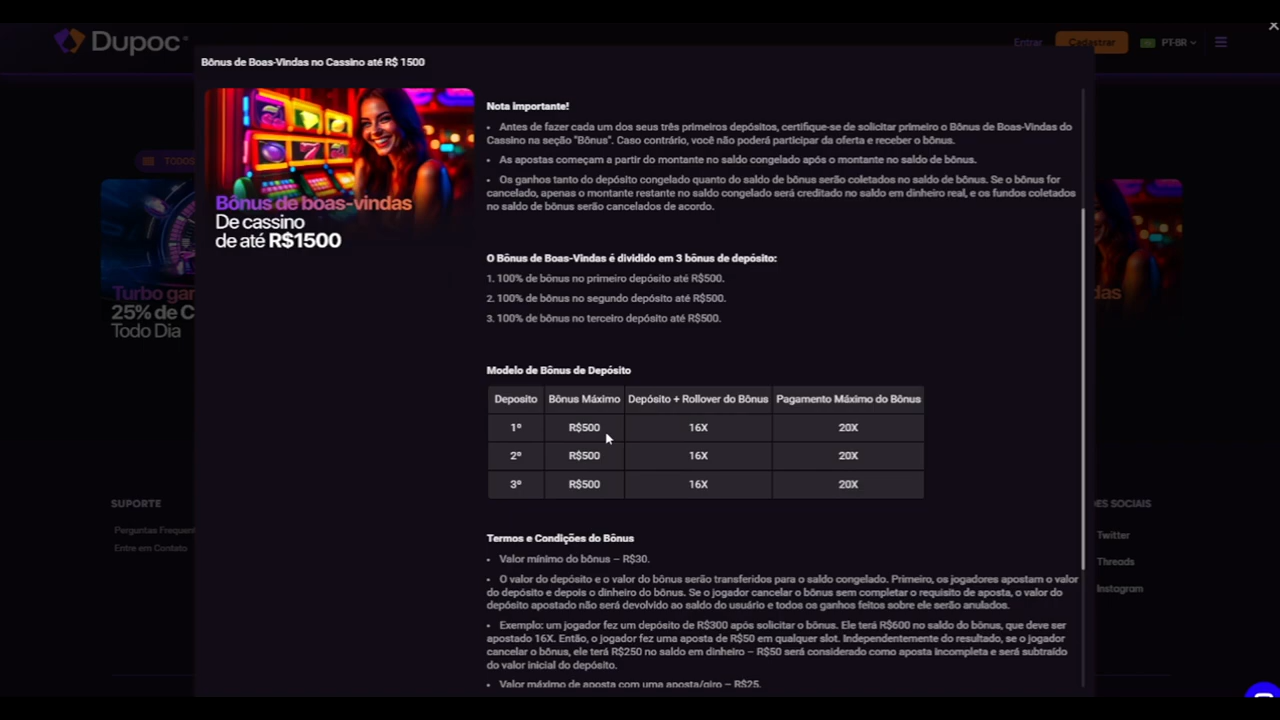 Dupoc
Entrar
Cadastrar
PT-BR
Bônus de Boas-Vindas no Cassino até R$ 1500
TODOS
Bônus de boas-vindas
De cassino
de até R$1500
Turbo gan
25% de C
Todo Dia
das
Nota importante!
• Antes de fazer cada um dos seus três primeiros depósitos, certifique-se de solicitar primeiro o Bônus de Boas-Vindas do
Cassino na seção "Bônus". Caso contrário, você não poderá participar da oferta e receber o bônus.
• As apostas começam a partir do montante no saldo congelado após o montante no saldo de bônus.
• Os ganhos tanto do depósito congelado quanto do saldo de bônus serão coletados no saldo de bônus. Se o bônus for
cancelado, apenas o montante restante no saldo congelado será creditado no saldo em dinheiro real, e os fundos coletados
no saldo de bônus serão cancelados de acordo.
O Bônus de Boas-Vindas é dividido em 3 bônus de depósito:
1. 100% de bônus no primeiro depósito até R$500.
2. 100% de bônus no segundo depósito até R$500.
3. 100% de bônus no terceiro depósito até R$500.
Modelo de Bônus de Depósito
Deposito Bônus Máximo Depósito + Rollover do Bônus Pagamento Máximo do Bônus
1º R$500 16X 20X
2º R$500 16X 20X
3º R$500 16X 20X
Termos e Condições do Bônus
• Valor mínimo do bônus – R$30.
• O valor do depósito e o valor do bônus serão transferidos para o saldo congelado. Primeiro, os jogadores apostam o valor
do depósito e depois o dinheiro do bônus. Se o jogador cancelar o bônus sem completar o requisito de aposta, o valor do
depósito apostado não será devolvido ao saldo do usuário e todos os ganhos feitos sobre ele serão anulados.
• Exemplo: um jogador fez um depósito de R$300 após solicitar o bônus. Ele terá R$600 no saldo do bônus, que deve ser
apostado 16X. Então, o jogador fez uma aposta de R$50 em qualquer slot. Independentemente do resultado, se o jogador
cancelar o bônus, ele terá R$250 no saldo em dinheiro – R$50 será considerado como aposta incompleta e será subtraído
do valor inicial do depósito.
• Valor máximo de aposta com uma aposta/giro – R$25.
SUPORTE
Perguntas Frequen
Entre em Contato
DES SOCIAIS
Twitter
Threads
Instagram